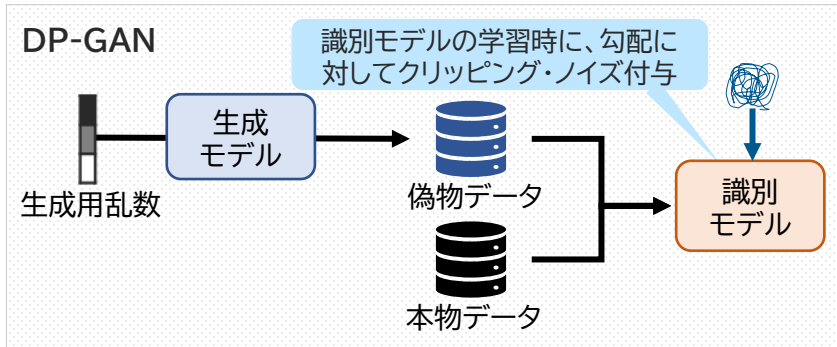 DP-GAN
識別モデルの学習時に、勾配に
対してクリッピング・ノイズ付与
生成
モデル
生成用乱数
偽物データ
識別
モデル
本物データ